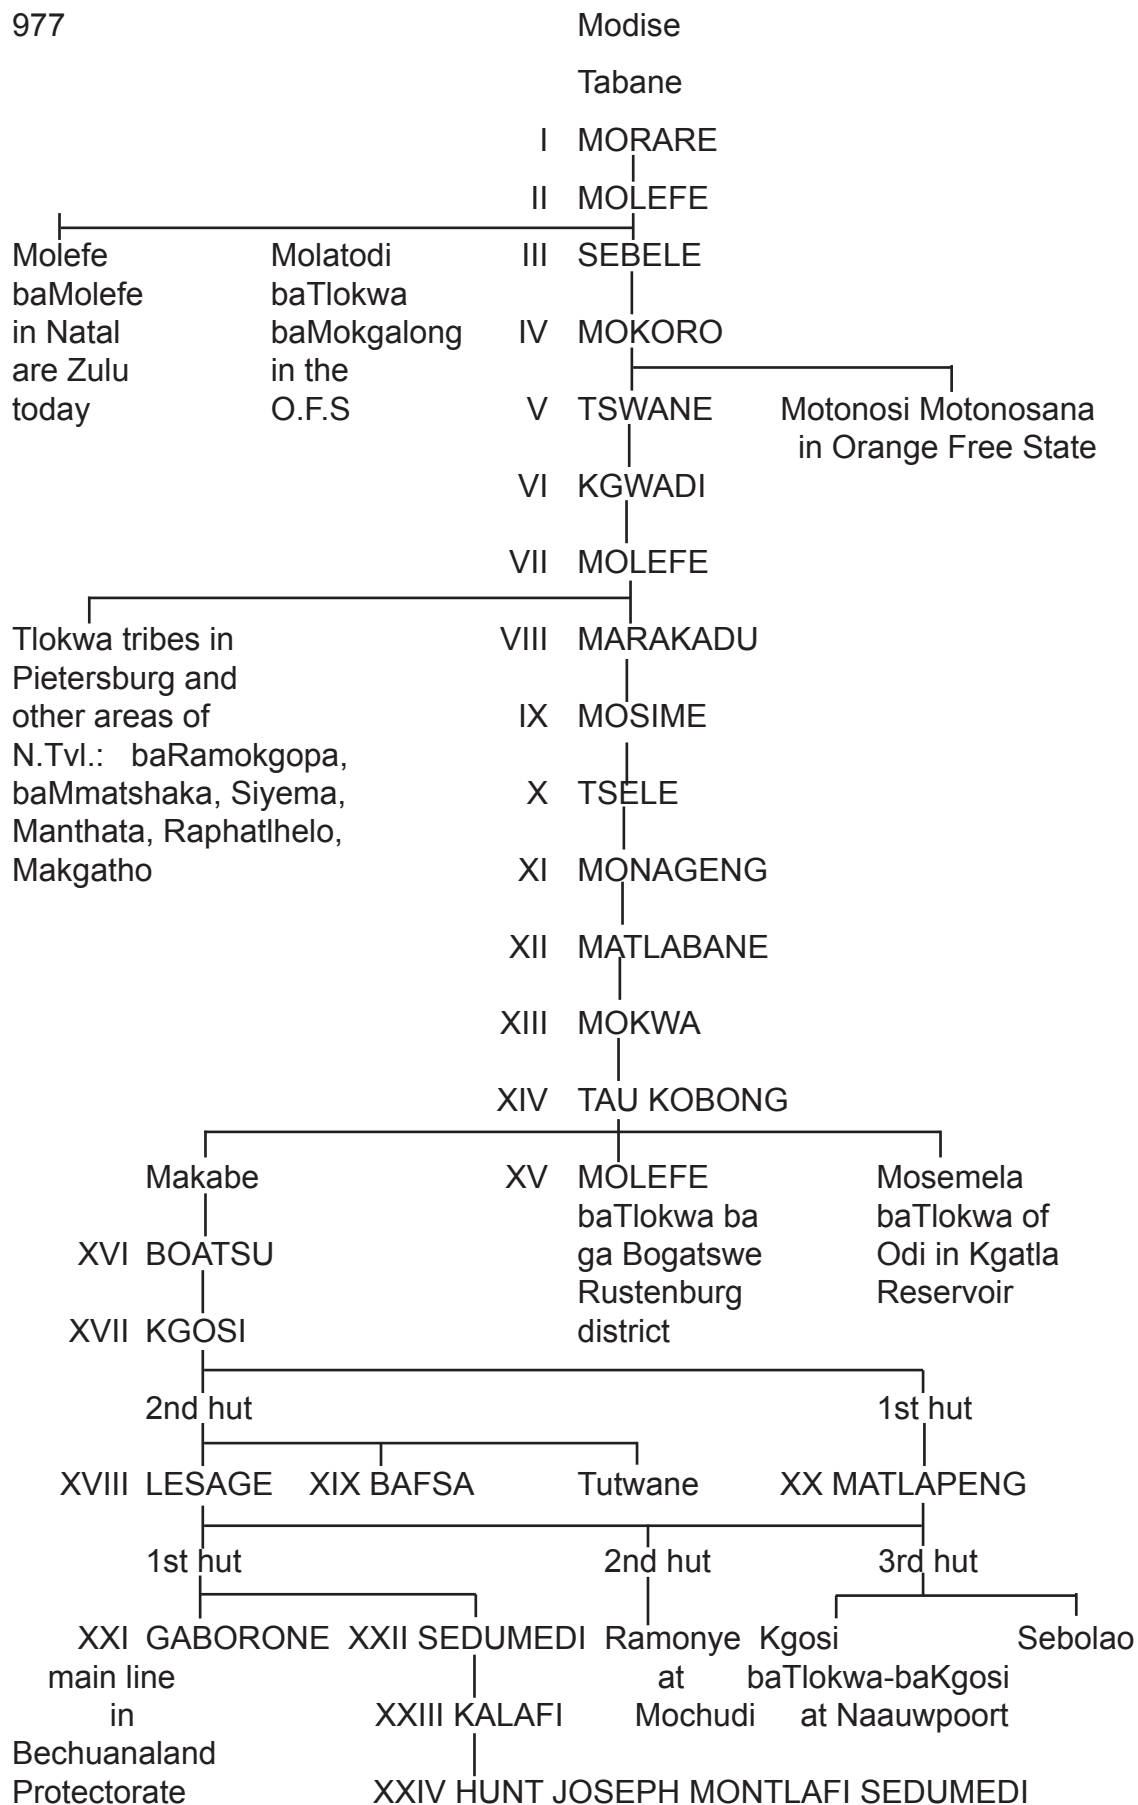 977 Modise
Tabane
I MORARE
II MOLEFE
Molefe Molatodi III SEBELE
baMolefe baTlokwa
in Natal baMokgalong IV MOKORO
are Zulu in the
today O.F.S V TSWANE Motonosi Motonosana
in Orange Free State
VI KGWADI
VII MOLEFE
Tlokwa tribes in VIII MARAKADU
Pietersburg and
other areas of IX MOSIME
N.Tvl.: baRamokgopa,
baMmatshaka, Siyema, X TSELE
Manthata, Raphatlhelo,
Makgatho XI MONAGENG
XII MATLABANE
XIII MOKWA
XIV TAU KOBONG
Makabe XV MOLEFE Mosemela
baTlokwa ba baTlokwa of
XVI BOATSU ga Bogatswe Odi in Kgatla
Rustenburg Reservoir
XVII KGOSI district
2nd hut 1st hut
XVIII LESAGE XIX BAFSA Tutwane XX MATLAPENG
1st hut 2nd hut 3rd hut
XXI GABORONE XXII SEDUMEDI Ramonye Kgosi Sebolao
main line at baTlokwa-baKgosi
in XXIII KALAFI Mochudi at Naauwpoort
Bechuanaland
Protectorate XXIV HUNT JOSEPH MONTLAFI SEDUMEDI